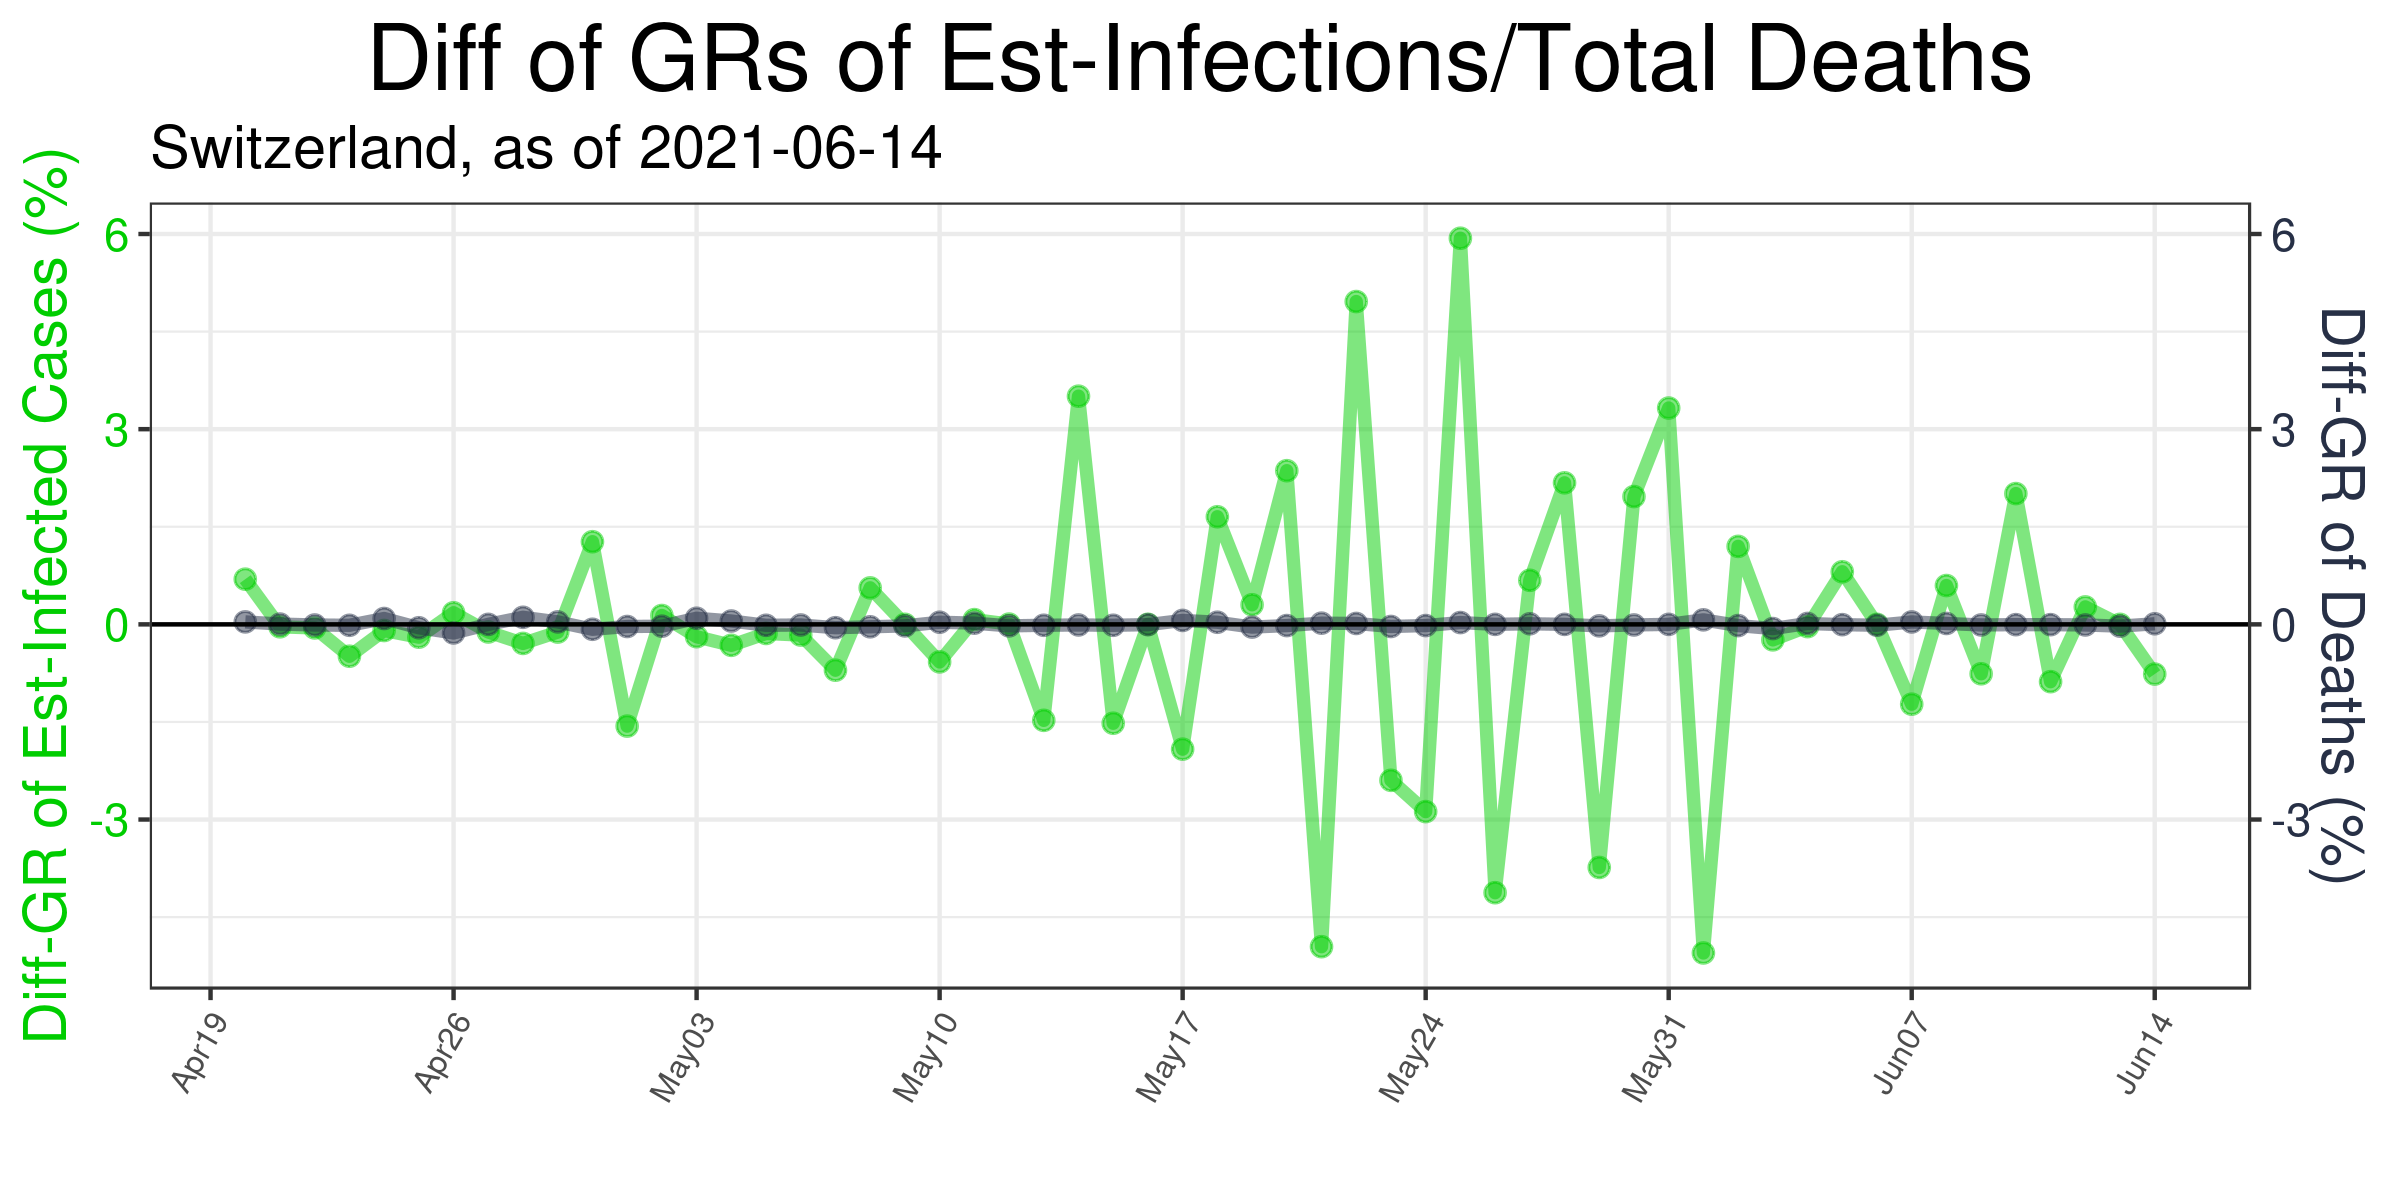 Diff of GRs of Est-Infections/Total Deaths
Switzerland, as of 2021-06-14
Diff-GR of Est-Infected Cases (%)
6
3
0
-3
6
3
0
-3
Diff-GR of Deaths (%)
Apr19
Apr26
May03
May10
May17
May24
May31
Jun07
Jun14